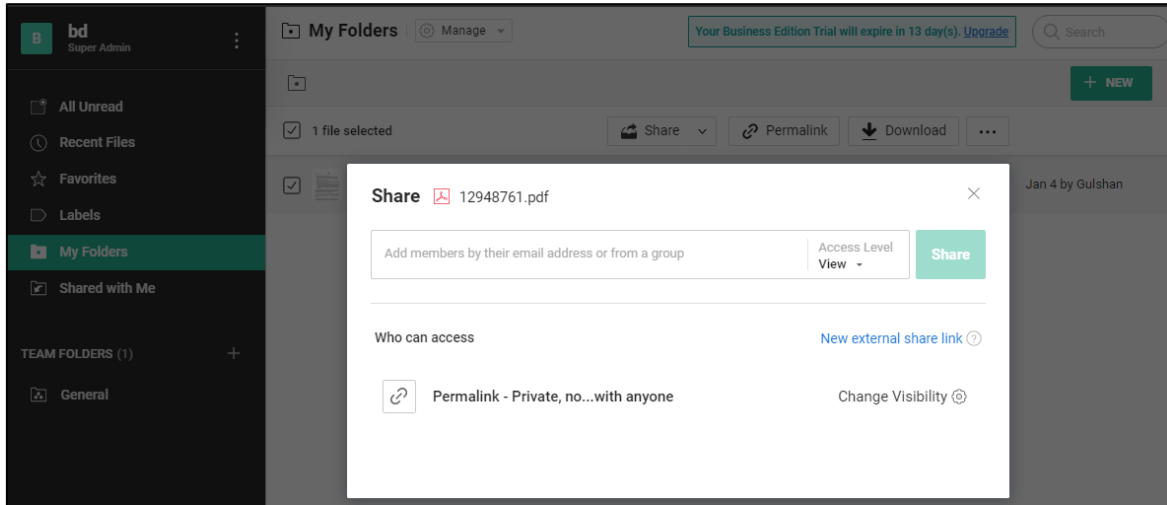 B
bd
Super Admin
All Unread
Recent Files
Favorites
Labels
My Folders
Shared with Me
TEAM FOLDERS (1)
General
My Folders
Manage
Your Business Edition Trial will expire in 13 day(s). Upgrade
Search
+ NEW
1 file selected
Share
Permalink
Download
Jan 4 by Gulshan
Share 12948761.pdf
Add members by their email address or from a group
Access Level
View
Share
Who can access
New external share link ?
Permalink - Private, no...with anyone
Change Visibility